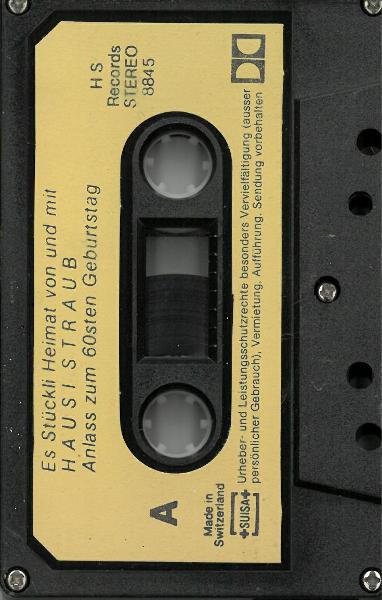 Es Stückli Heimat von und mit
H A U S I S T R A U B
Anlass zum 60sten Geburtstag
H S
Records
STEREO
8845
A
Made in
Switzerland
+SUISA+
Urheber- und Leistungsschutzrechte besonders Vervielfältigung (ausser
persönlicher Gebrauch), Vermietung, Aufführung, Sendung vorbehalten